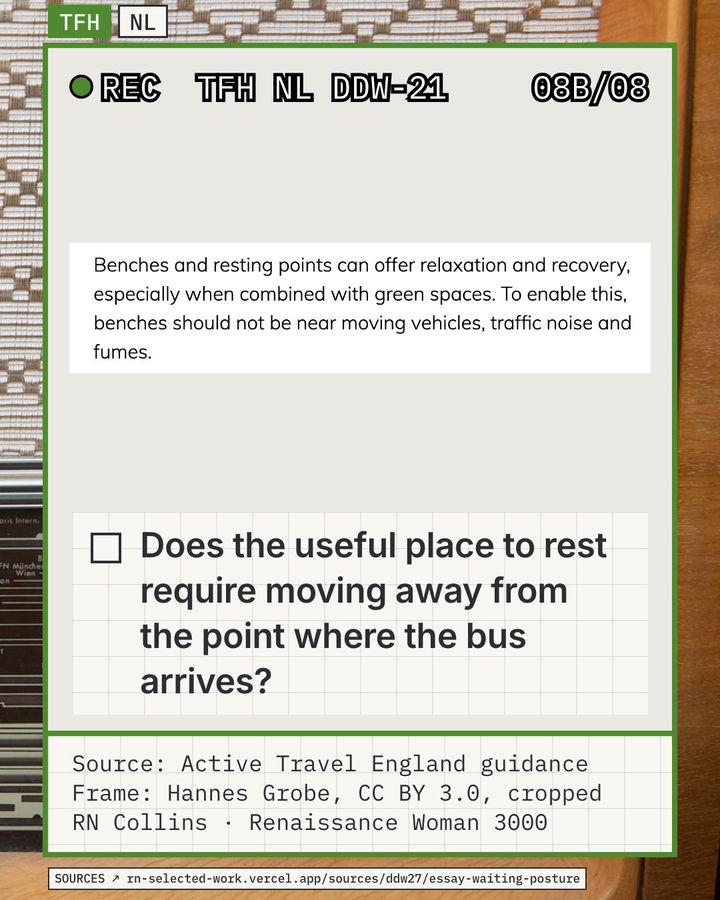 TFH NL
REC TFH NL DDW-21 08B/08
Benches and resting points can offer relaxation and recovery,
especially when combined with green spaces. To enable this,
benches should not be near moving vehicles, traffic noise and
fumes.
Does the useful place to rest
require moving away from
the point where the bus
arrives?
Source: Active Travel England guidance
Frame: Hannes Grobe, CC BY 3.0, cropped
RN Collins · Renaissance Woman 3000
SOURCES ↗ rn-selected-work.vercel.app/sources/ddw27/essay-waiting-posture